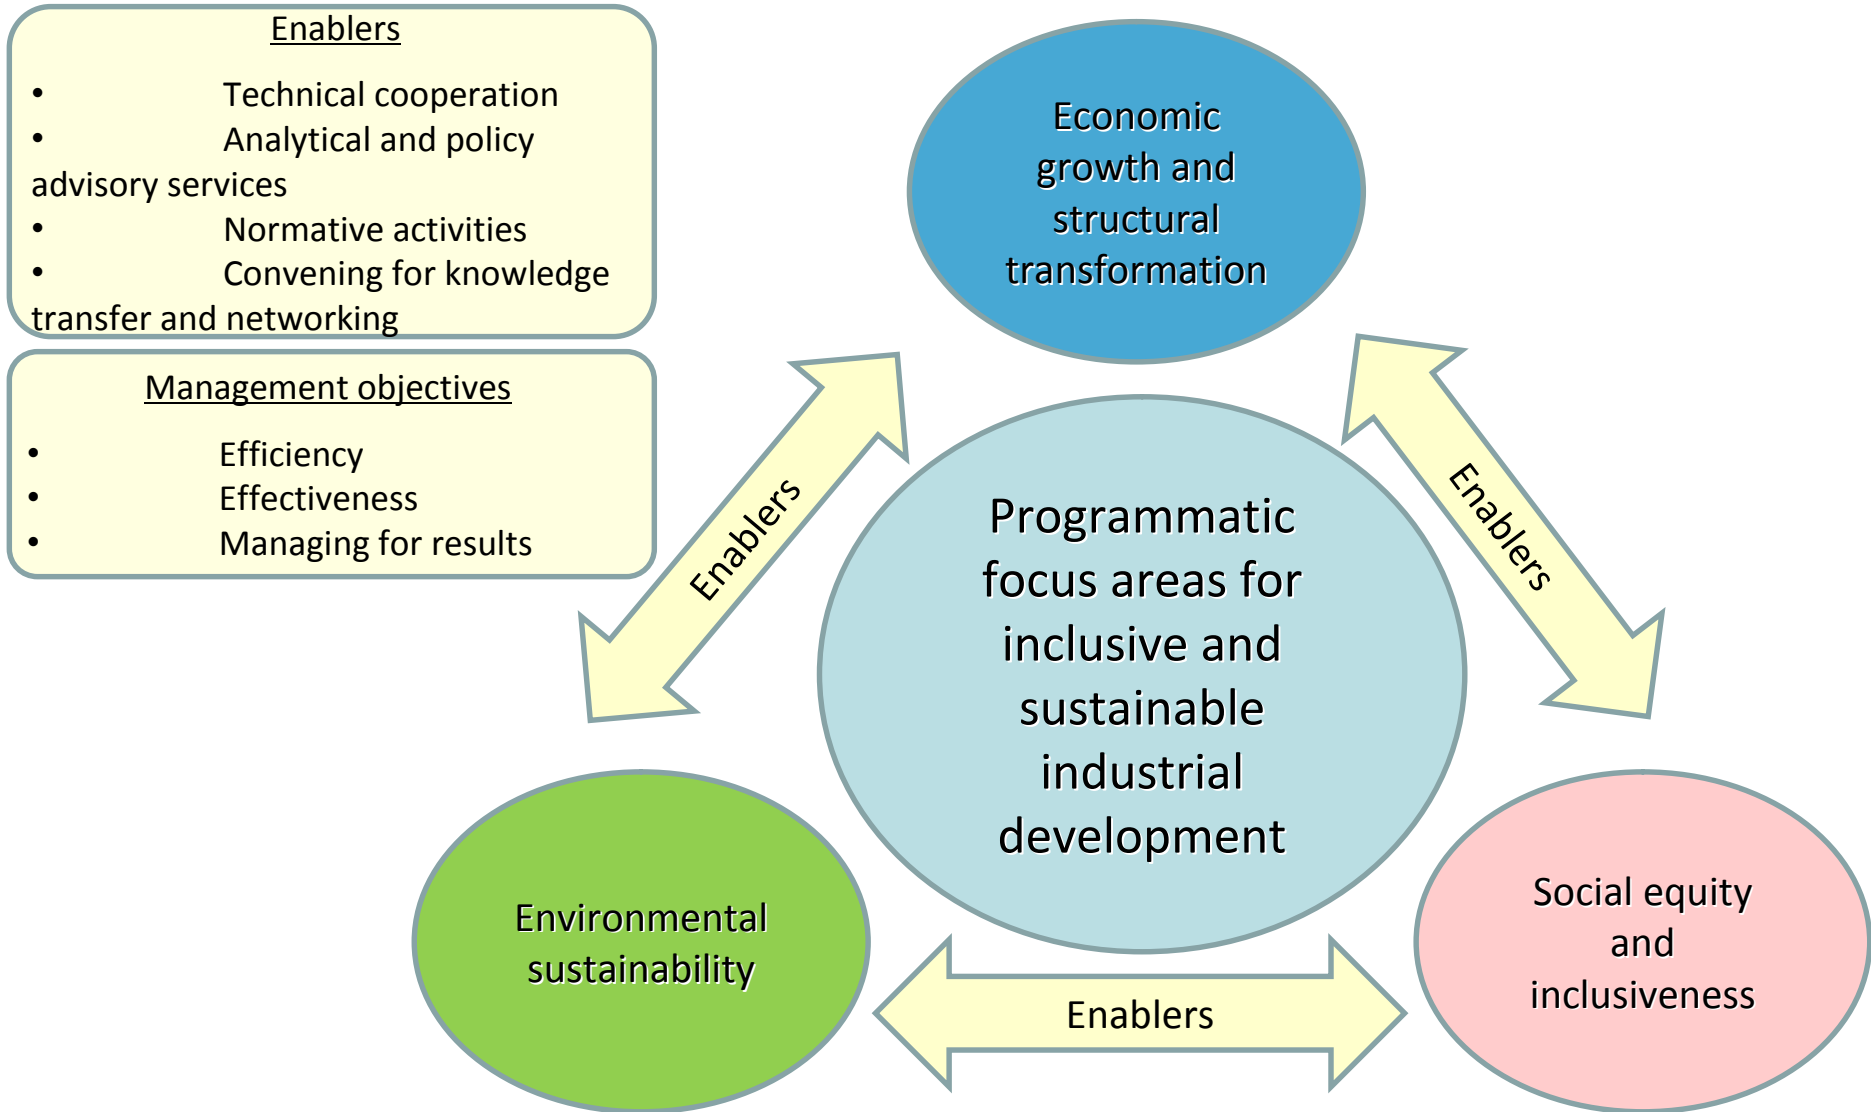 Enablers
• Technical cooperation
• Analytical and policy
advisory services
• Normative activities
• Convening for knowledge
transfer and networking
Management objectives
• Efficiency
• Effectiveness
• Managing for results
Economic
growth and
structural
transformation
Enablers
Enablers
Programmatic
focus areas for
inclusive and
sustainable
industrial
development
Environmental
sustainability
Enablers
Social equity
and
inclusiveness